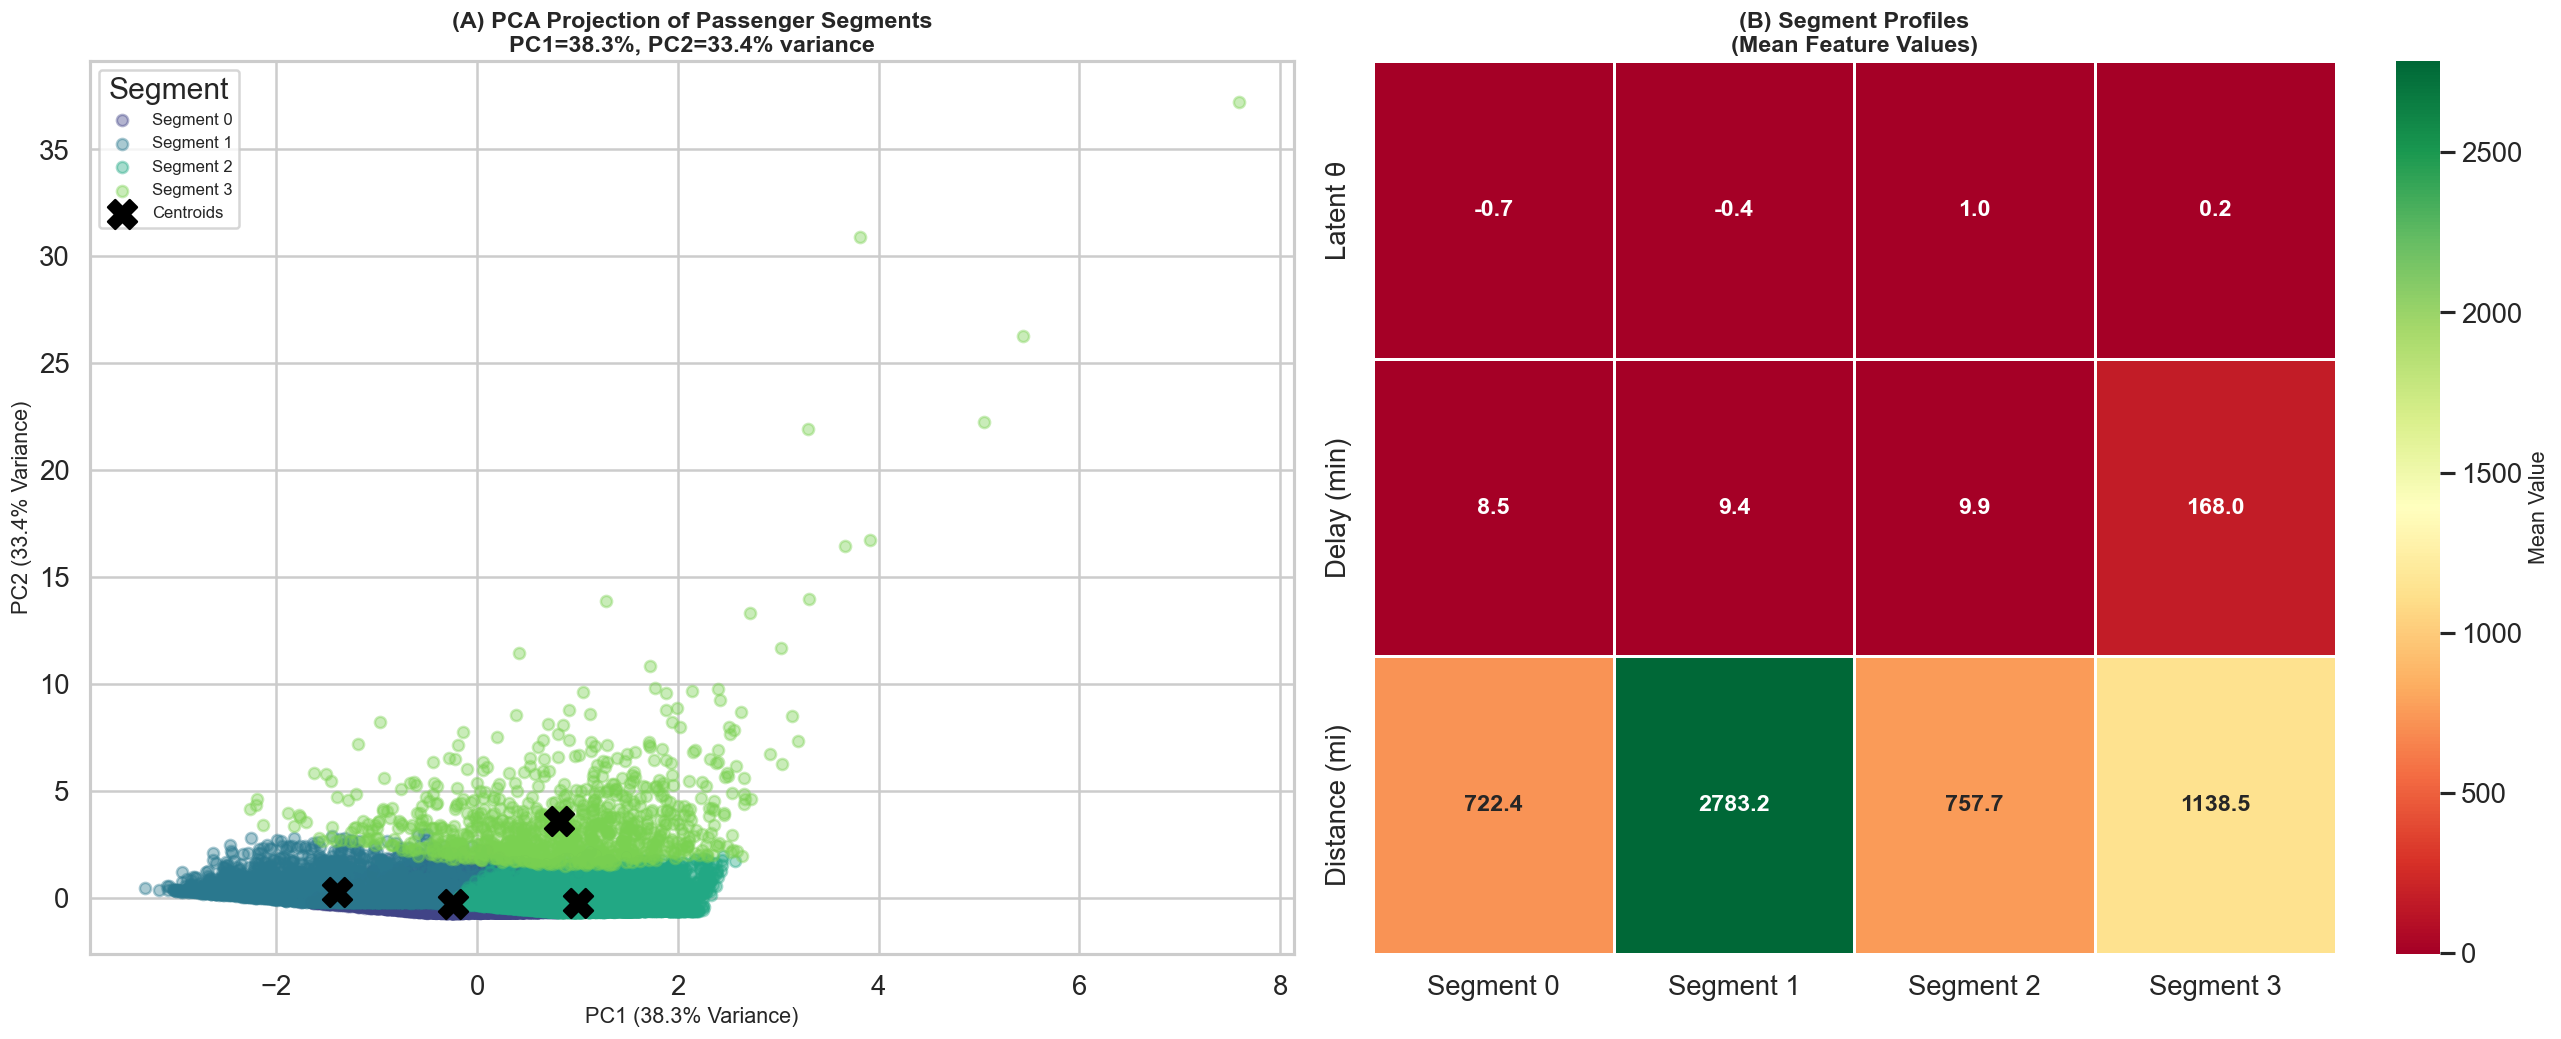 (A) PCA Projection of Passenger Segments
PC1=38.3%, PC2=33.4% variance
Segment
Segment 0
Segment 1
Segment 2
Segment 3
Centroids
35
30
25
20
15
10
5
0
PC2 (33.4% Variance)
−2
0
2
4
6
8
PC1 (38.3% Variance)
(B) Segment Profiles
(Mean Feature Values)
Latent θ
-0.7
-0.4
1.0
0.2
Delay (min)
8.5
9.4
9.9
168.0
Distance (mi)
722.4
2783.2
757.7
1138.5
Segment 0
Segment 1
Segment 2
Segment 3
2500
2000
1500
1000
500
0
Mean Value